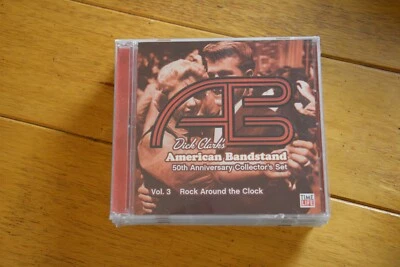 AB
Dick Clark's
American Bandstand
50th Anniversary Collector's Set
Vol. 3 Rock Around the Clock
TIME
LIFE